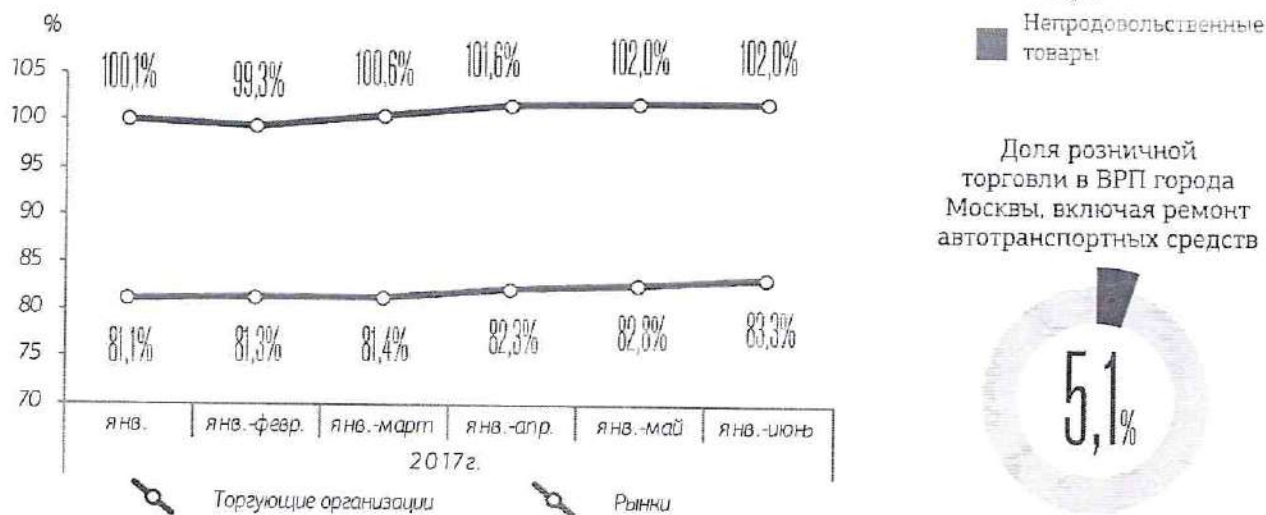 %
105
100
95
90
85
80
75
70
100,1%
99,3%
100,6%
101,6%
102,0%
102,0%
81,1%
81,3%
81,4%
82,3%
82,8%
83,3%
янв.
янв.-февр.
янв.-март
янв.-апр.
янв.-май
янв.-июнь
2017г.
Торгующие организации
Рынки
Непродовольственные
товары
Доля розничной
торговли в ВРП города
Москвы, включая ремонт
автотранспортных средств
5,1%